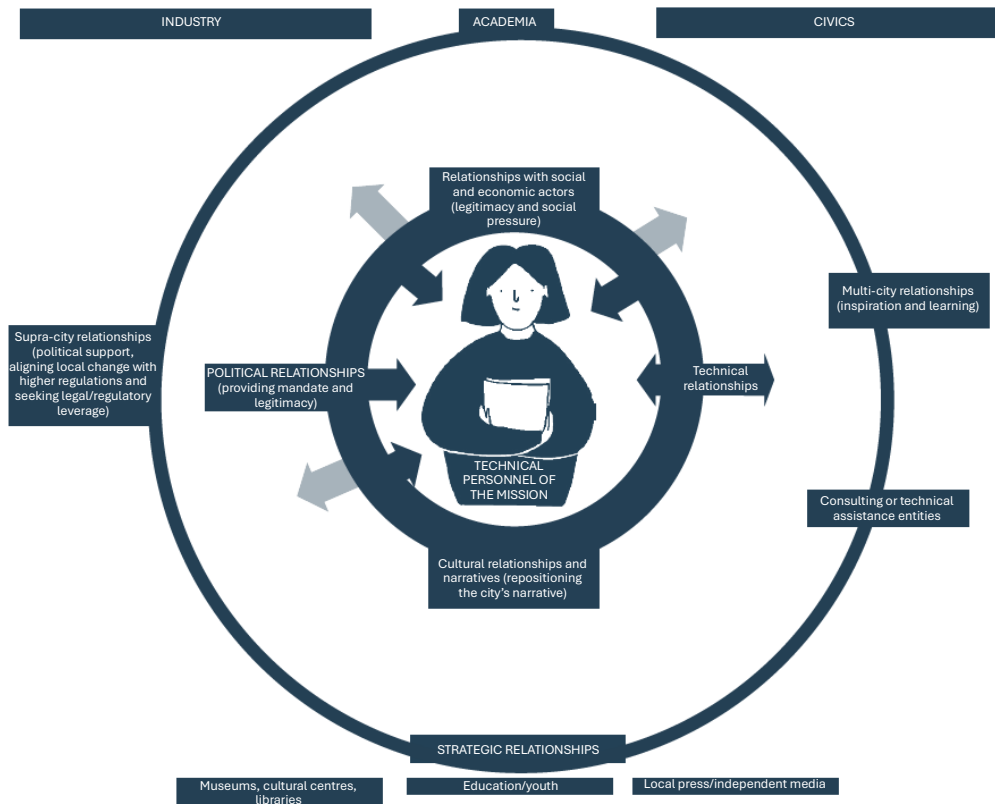 INDUSTRY
ACADEMIA
CIVICS
Relationships with social
and economic actors
(legitimacy and social
pressure)
Multi-city relationships
(inspiration and learning)
Supra-city relationships
(political support,
aligning local change with
higher regulations and
seeking legal/regulatory
leverage)
POLITICAL RELATIONSHIPS
(providing mandate and
legitimacy)
Technical
relationships
TECHNICAL
PERSONNEL OF
THE MISSION
Consulting or technical
assistance entities
Cultural relationships and
narratives (repositioning
the city’s narrative)
STRATEGIC RELATIONSHIPS
Museums, cultural centres,
libraries
Education/youth
Local press/independent media